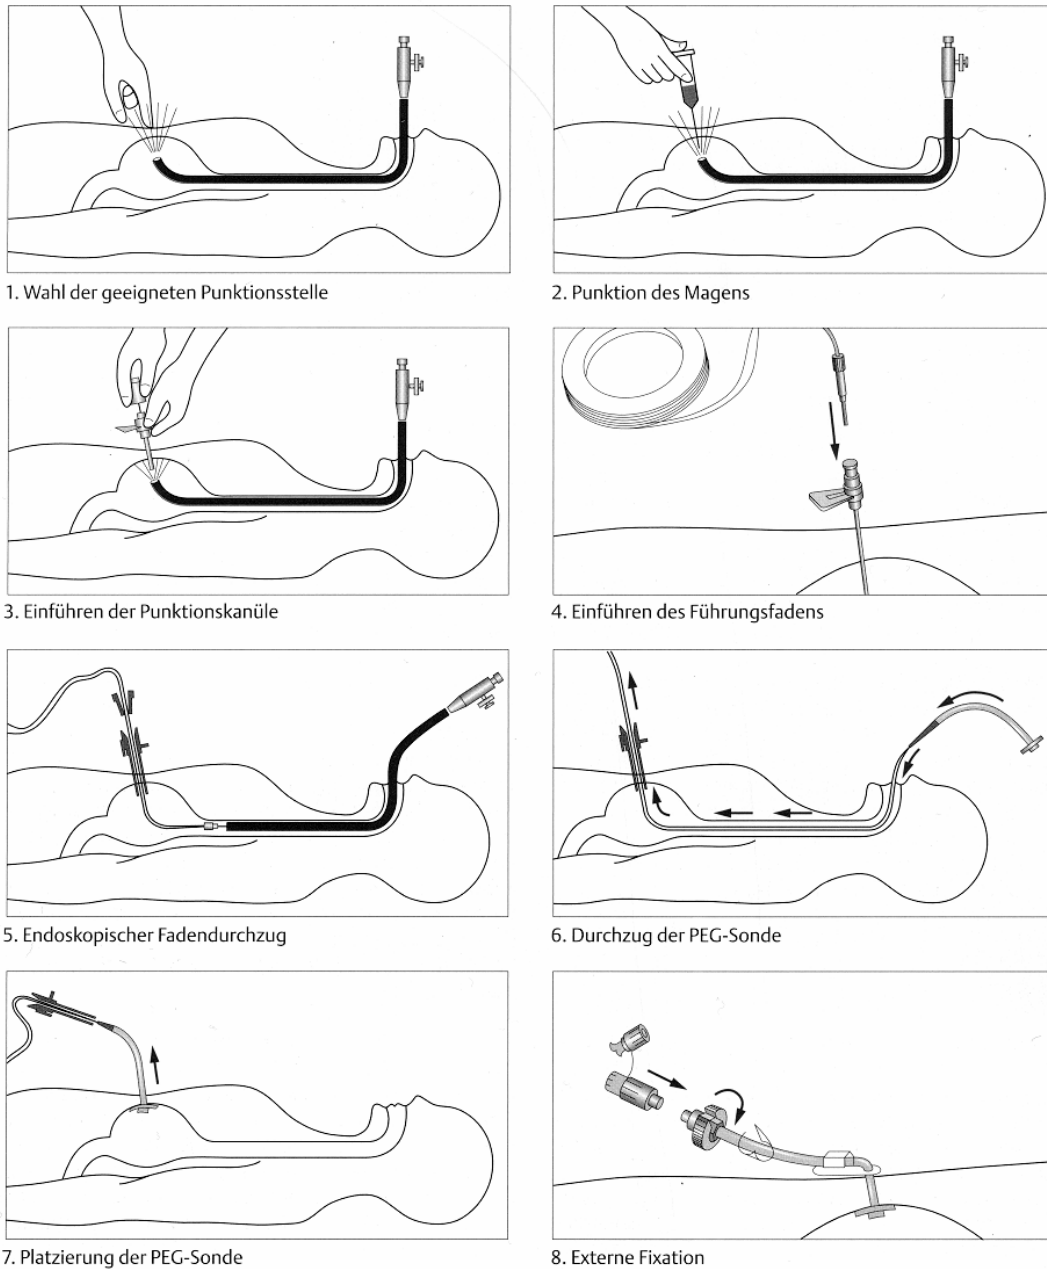 1. Wahl der geeigneten Punktionsstelle
2. Punktion des Magens
3. Einführen der Punktionskanüle
4. Einführen des Führungsfadens
5. Endoskopischer Fadendurchzug
6. Durchzug der PEG-Sonde
7. Platzierung der PEG-Sonde
8. Externe Fixation